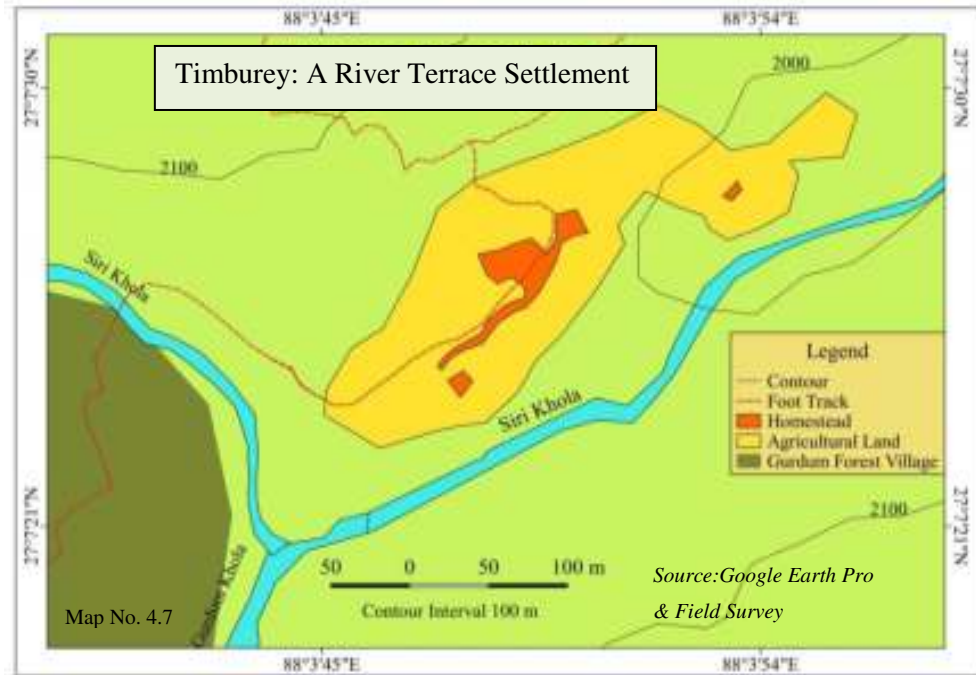 88°3'45"E
88°3'54"E
Timburey: A River Terrace Settlement
2000
27°7'30"N
27°7'30"N
2100
Siri Khola
Legend
Contour
Foot Track
Homestead
Agricultural Land
Gurdum Forest Village
Siri Khola
2100
27°7'21"N
27°7'21"N
50 0 50 100 m
Contour Interval 100 m
Source:Google Earth Pro
& Field Survey
Map No. 4.7
Khola
88°3'45"E
88°3'54"E